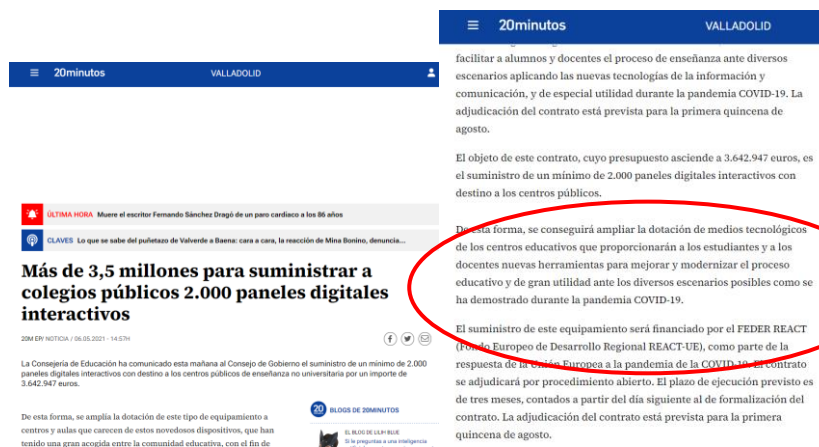 20minutos
VALLADOLID
ÚLTIMA HORA Muere el escritor Fernando Sánchez Dragó de un paro cardiaco a los 86 años
CLAVES Lo que se sabe del puñetazo de Valverde a Baena: cara a cara, la reacción de Mina Bonino, denuncia...
Más de 3,5 millones para suministrar a
colegios públicos 2.000 paneles digitales
interactivos
20M EP/ NOTICIA / 06.05.2021 - 14:57H
La Consejería de Educación ha comunicado esta mañana al Consejo de Gobierno el suministro de un mínimo de 2.000
paneles digitales interactivos con destino a los centros públicos de enseñanza no universitaria por un importe de
3.642.947 euros.
De esta forma, se amplía la dotación de este tipo de equipamiento a
centros y aulas que carecen de estos novedosos dispositivos, que han
tenido una gran acogida entre la comunidad educativa, con el fin de
20 BLOGS DE 20MINUTOS
EL BLOG DE LILIH BLUE
Si le preguntas a una inteligencia
20minutos
VALLADOLID
facilitar a alumnos y docentes el proceso de enseñanza ante diversos
escenarios aplicando las nuevas tecnologías de la información y
comunicación, y de especial utilidad durante la pandemia COVID-19. La
adjudicación del contrato está prevista para la primera quincena de
agosto.
El objeto de este contrato, cuyo presupuesto asciende a 3.642.947 euros, es
el suministro de un mínimo de 2.000 paneles digitales interactivos con
destino a los centros públicos.
De esta forma, se conseguirá ampliar la dotación de medios tecnológicos
de los centros educativos que proporcionarán a los estudiantes y a los
docentes nuevas herramientas para mejorar y modernizar el proceso
educativo y de gran utilidad ante los diversos escenarios posibles como se
ha demostrado durante la pandemia COVID-19.
El suministro de este equipamiento será financiado por el FEDER REACT
(Fondo Europeo de Desarrollo Regional REACT-UE), como parte de la
respuesta de la Unión Europea a la pandemia de la COVID-19. El contrato
se adjudicará por procedimiento abierto. El plazo de ejecución previsto es
de tres meses, contados a partir del día siguiente al de formalización del
contrato. La adjudicación del contrato está prevista para la primera
quincena de agosto.